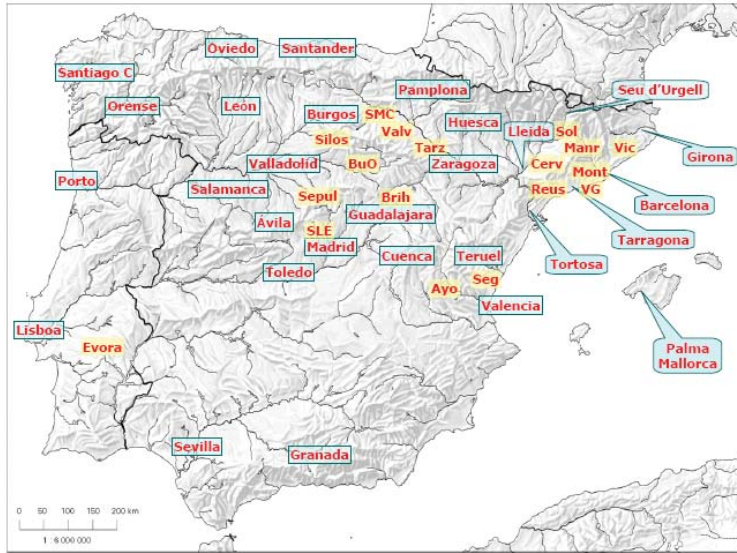 Oviedo
Santander
Santiago C
Pamplona
Seu d'Urgell
Orense
León
Burgos
SMC
Huesca
Valv
Lleida
Sol
Silos
Tarz
Manr
Vic
Girona
Valladolíd
BuO
Zaragoza
Cerv
Mont
Porto
Salamanca
Sepul
Brih
Reus
VG
Barcelona
Guadalajara
Ávila
SLE
Tarragona
Madrid
Cuenca
Teruel
Tortosa
Toledo
Seg
Ayo
Valencia
Lisboa
Evora
Palma
Mallorca
Sevilla
Granada
0 50 100 150 200 km
1 : 6 000 000